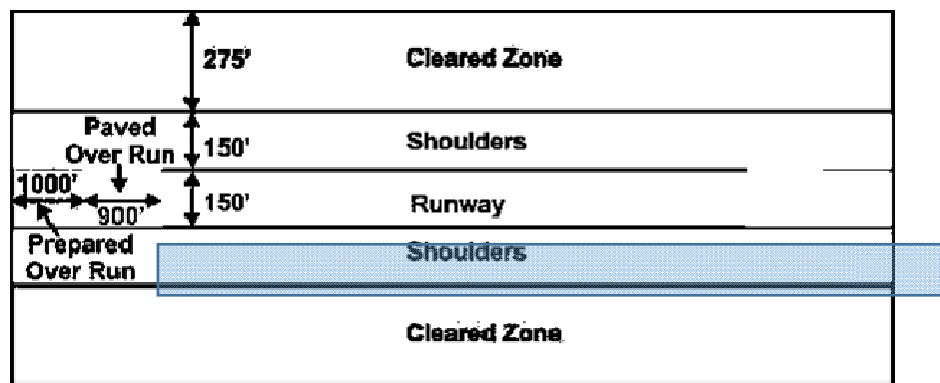 275'
Cleared Zone
Paved
Over Run
150'
Shoulders
1000'
900'
150'
Runway
Prepared
Over Run
Shoulders
Cleared Zone